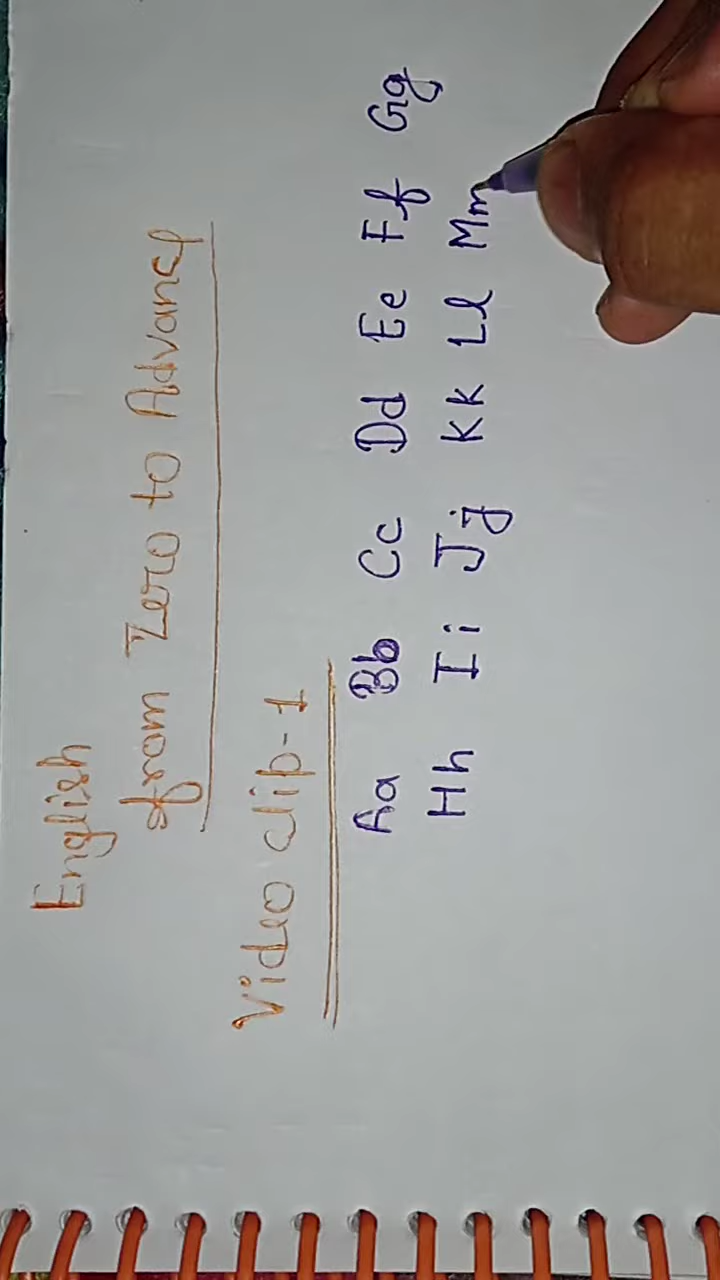 English
from Zero to Advance
Video clip-1
Aa Bb Cc Dd Ee Ff Gg
Hh Ii Jj Kk Ll Mm